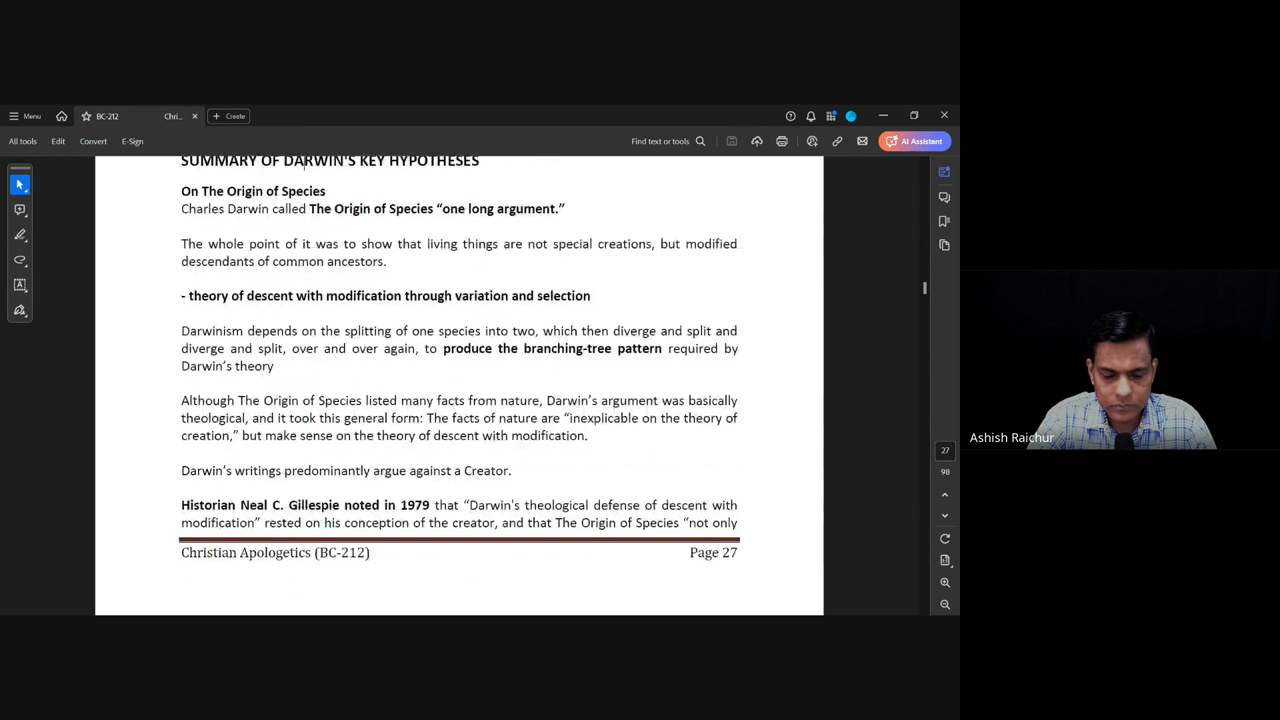 Menu
BC-212
Chri...
Create
All tools
Edit
Convert
E-Sign
Find text or tools
AI Assistant
SUMMARY OF DARWIN'S KEY HYPOTHESES
On The Origin of Species
Charles Darwin called The Origin of Species “one long argument.”
The whole point of it was to show that living things are not special creations, but modified
descendants of common ancestors.
- theory of descent with modification through variation and selection
Darwinism depends on the splitting of one species into two, which then diverge and split and
diverge and split, over and over again, to produce the branching-tree pattern required by
Darwin’s theory
Although The Origin of Species listed many facts from nature, Darwin’s argument was basically
theological, and it took this general form: The facts of nature are “inexplicable on the theory of
creation,” but make sense on the theory of descent with modification.
Darwin’s writings predominantly argue against a Creator.
Historian Neal C. Gillespie noted in 1979 that “Darwin's theological defense of descent with
modification” rested on his conception of the creator, and that The Origin of Species “not only
Christian Apologetics (BC-212)
Page 27
27
98
Ashish Raichur